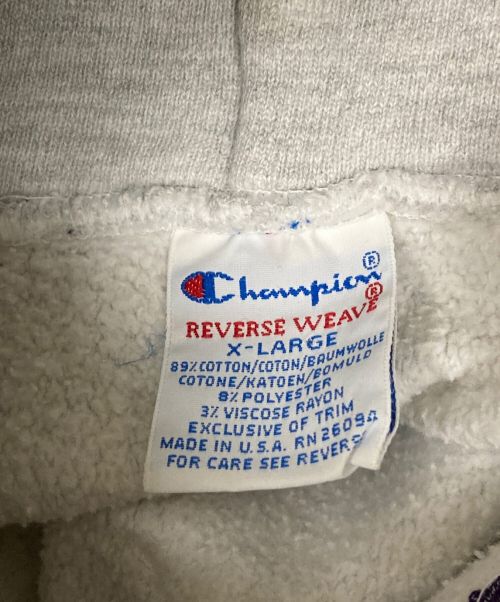 Champion®
REVERSE WEAVE®
X-LARGE
89% COTTON/COTON/BAUMWOLLE
COTONE/KATOEN/BOMULD
8% POLYESTER
3% VISCOSE RAYON
EXCLUSIVE OF TRIM
MADE IN U.S.A. RN 26094
FOR CARE SEE REVERS